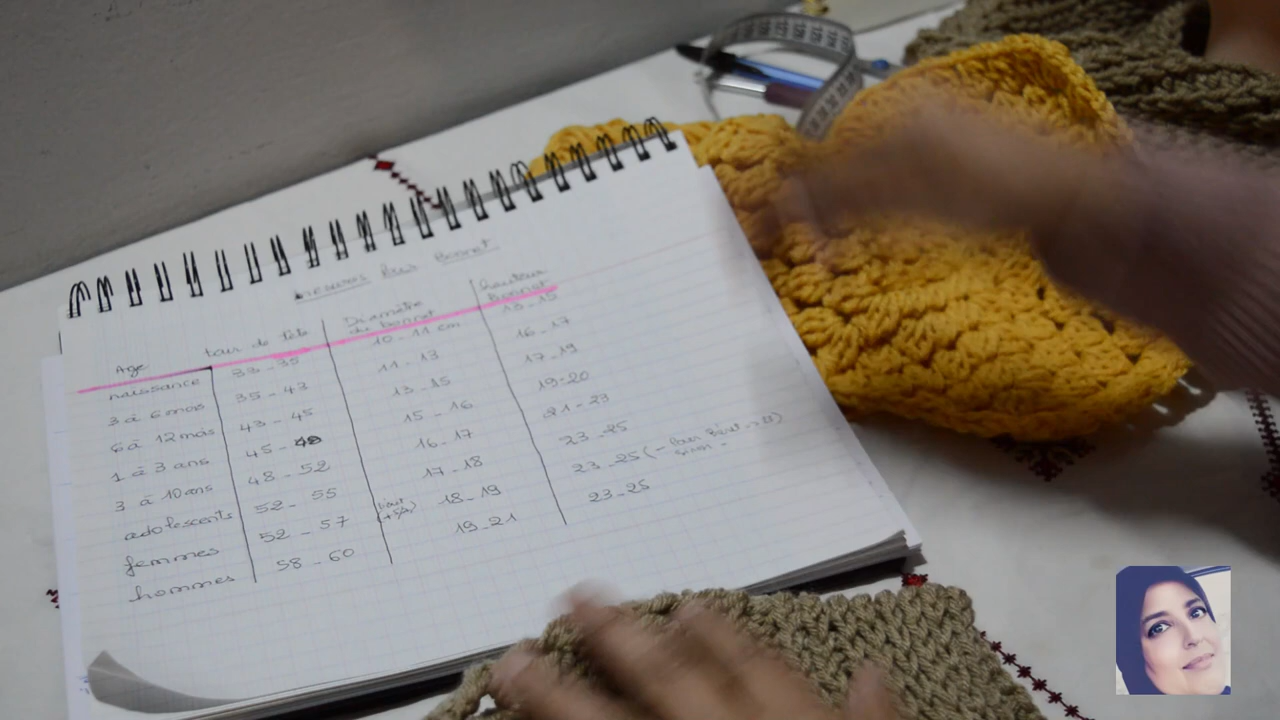 Mesures des Bonnet
Age tour de tête Diamètre du bonnet hauteur Bonnet
naissance 33-35 10-11 cm 13-15
3 à 6 mois 35-43 11-13 16-17
6 à 12 mois 43-45 13-15 17-19
1 à 3 ans 45-48 15-16 19-20
3 à 10 ans 48-52 16-17 21-23
adolescents 52-55 17-18 23-25
femmes 52-57 18-19 23-25
hommes 58-60 19-21 23-25